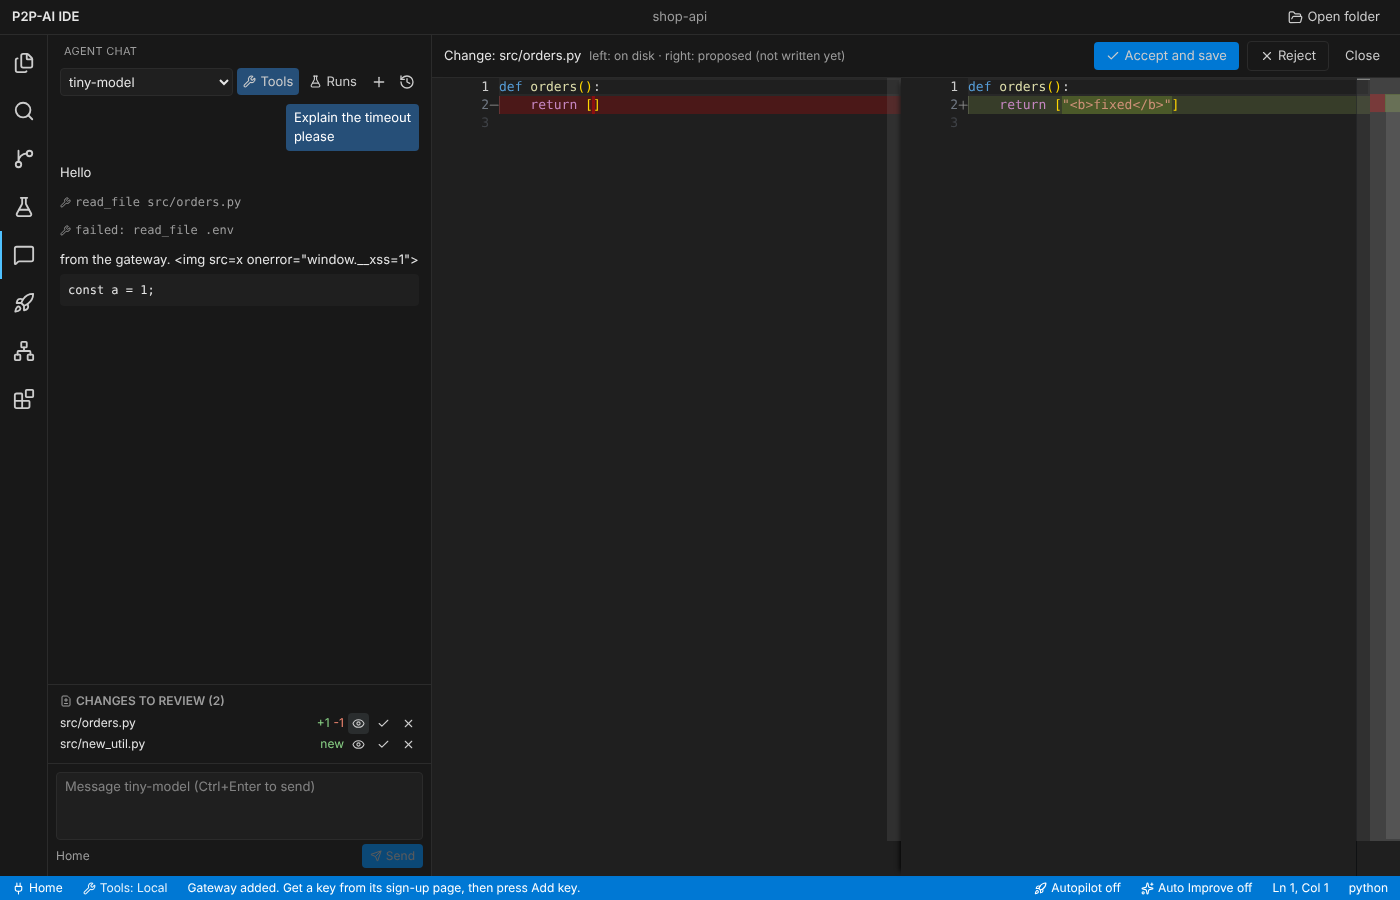 P2P-AI IDE
shop-api
Open folder
AGENT CHAT
tiny-model
Tools
Runs
Explain the timeout
please
Hello
read_file src/orders.py
failed: read_file .env
from the gateway. <img src=x onerror="window.__xss=1">
const a = 1;
CHANGES TO REVIEW (2)
src/orders.py +1 -1
src/new_util.py new
Message tiny-model (Ctrl+Enter to send)
Home
Send
Change: src/orders.py left: on disk · right: proposed (not written yet)
Accept and save
Reject
Close
1 def orders():
2− return []
3
1 def orders():
2+ return ["<b>fixed</b>"]
3
Home
Tools: Local
Gateway added. Get a key from its sign-up page, then press Add key.
Autopilot off
Auto Improve off
Ln 1, Col 1
python